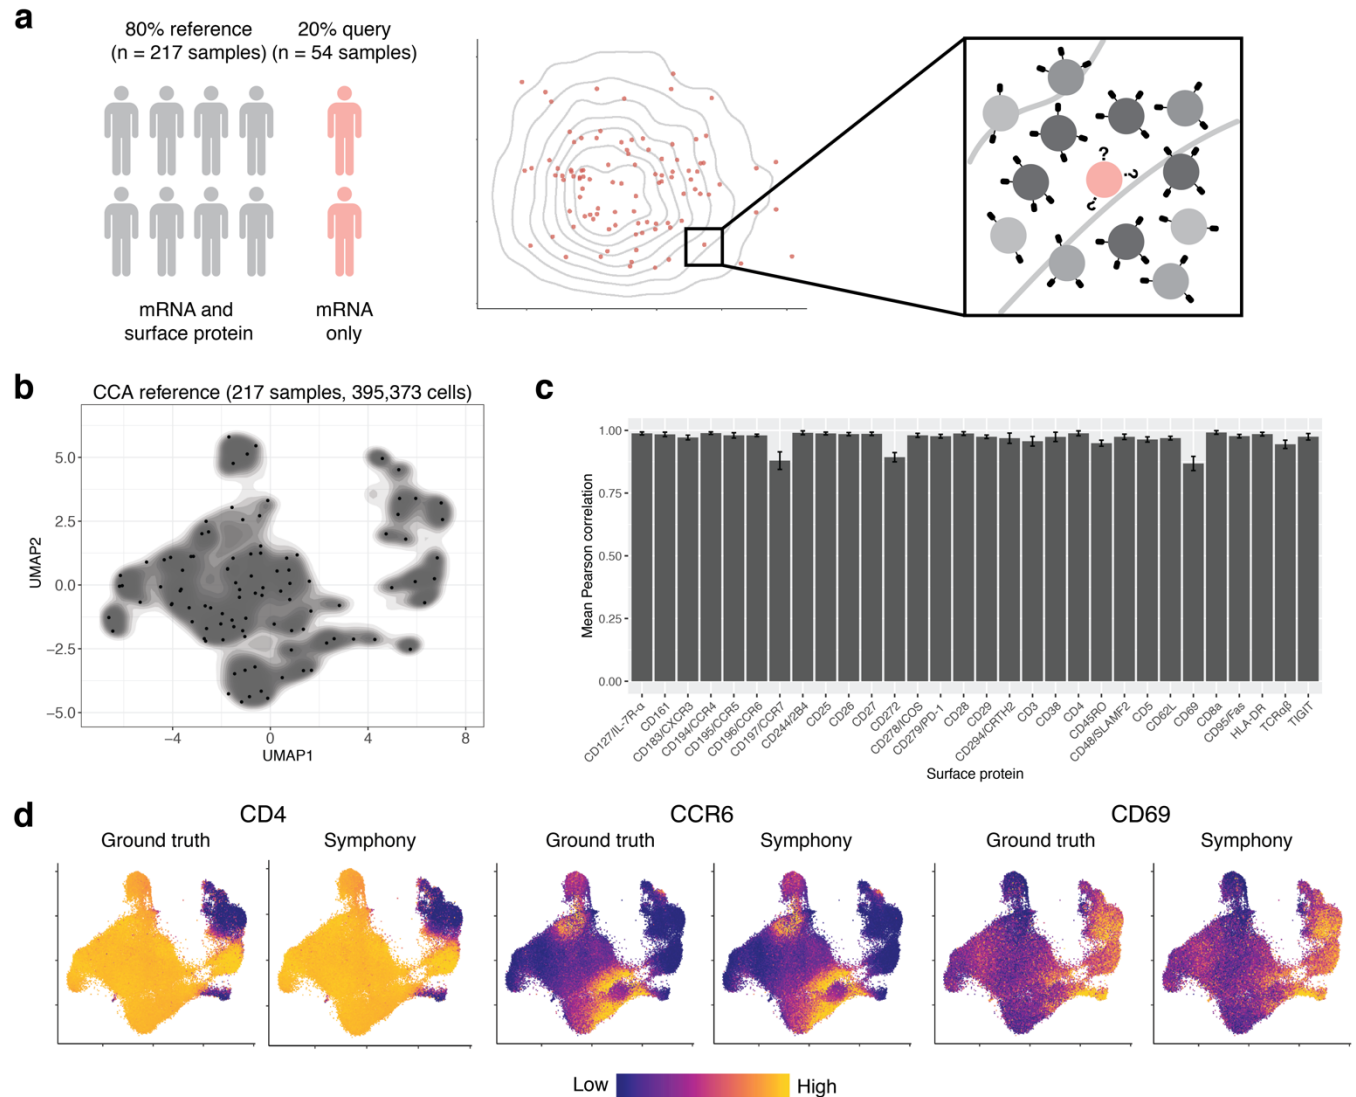 a
80% reference
(n = 217 samples)
20% query
(n = 54 samples)
mRNA and
surface protein
mRNA
only
?
?
?
b
CCA reference (217 samples, 395,373 cells)
UMAP2
5.0
2.5
0.0
−2.5
−5.0
−4
0
4
8
UMAP1
c
Mean Pearson correlation
1.00
0.75
0.50
0.25
0.00
CD127/IL-7R-α
CD161
CD183/CXCR3
CD194/CCR4
CD195/CCR5
CD196/CCR6
CD197/CCR7
CD244/2B4
CD25
CD26
CD27
CD272
CD278/ICOS
CD279/PD-1
CD28
CD29
CD294/CRTH2
CD3
CD38
CD4
CD45RO
CD48/SLAMF2
CD5
CD62L
CD69
CD8a
CD95/Fas
HLA-DR
TCRαβ
TIGIT
Surface protein
d
CD4
Ground truth
Symphony
CCR6
Ground truth
Symphony
CD69
Ground truth
Symphony
Low
High